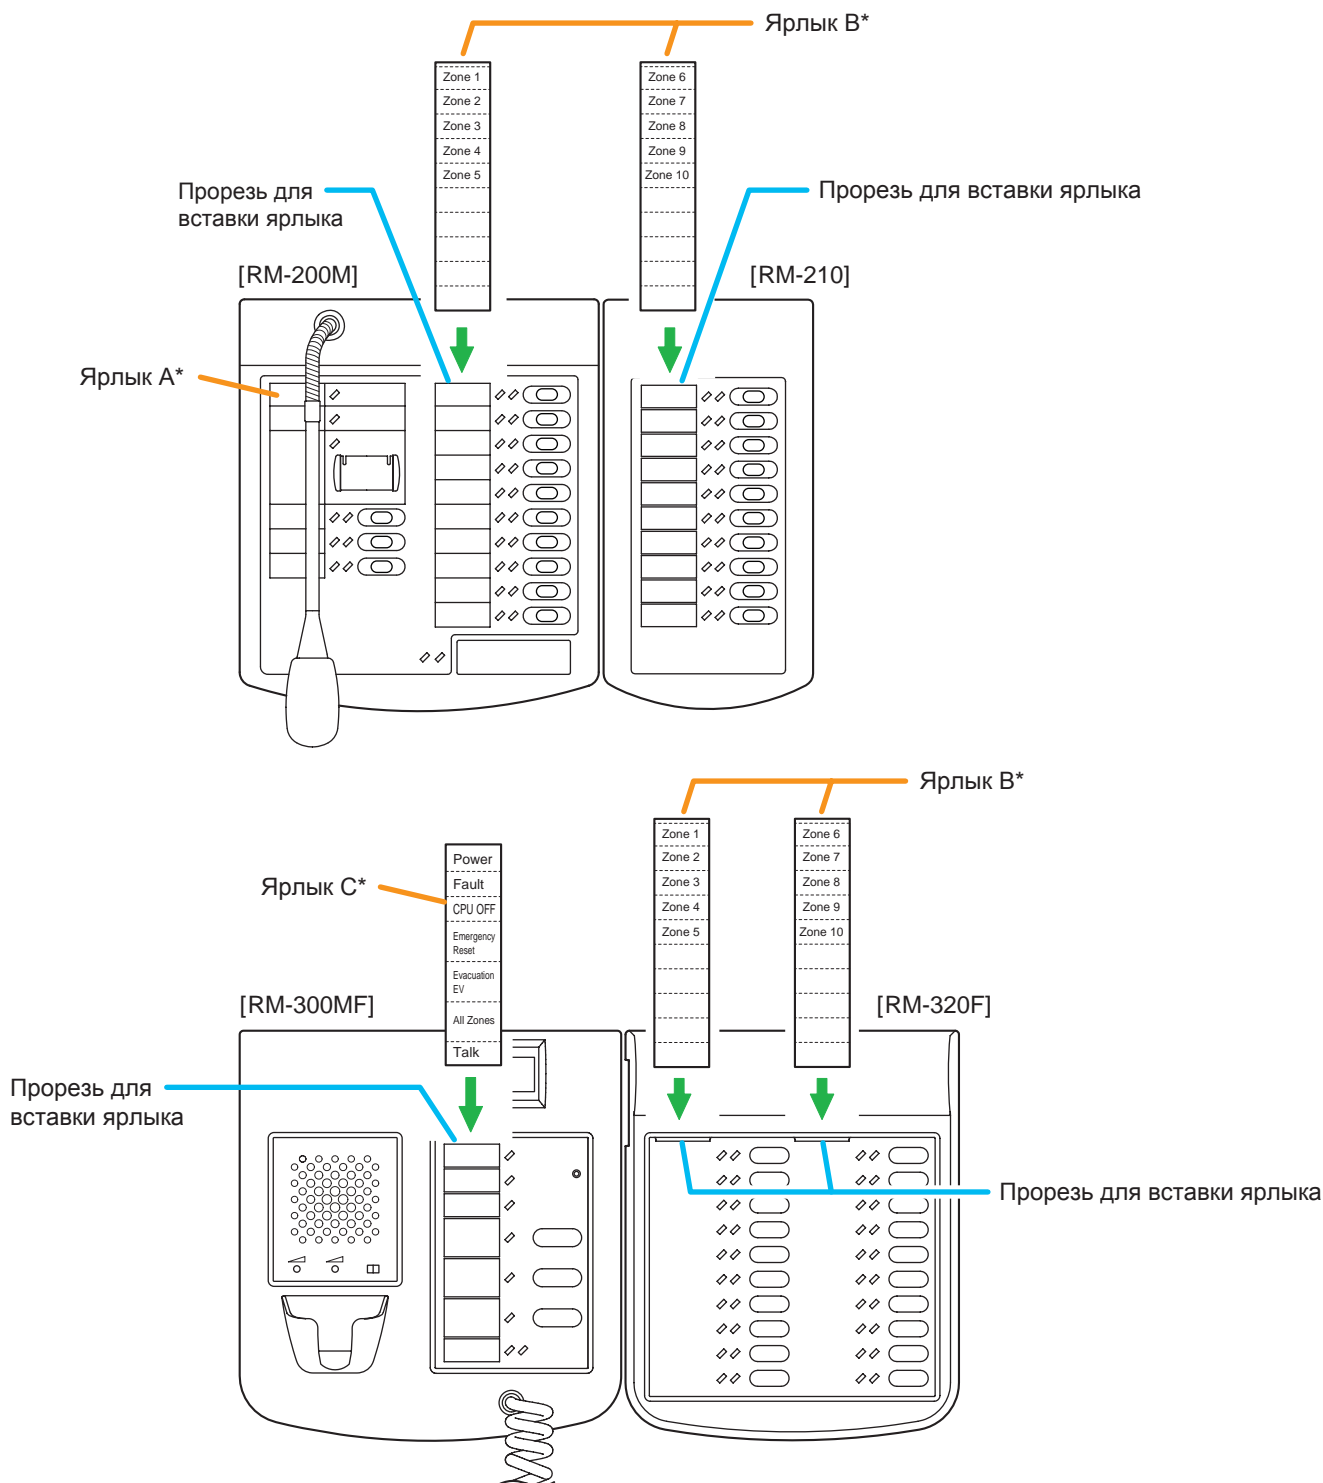 Ярлык B*
Zone 1
Zone 2
Zone 3
Zone 4
Zone 5
Zone 6
Zone 7
Zone 8
Zone 9
Zone 10
Прорезь для
вставки ярлыка
Прорезь для вставки ярлыка
[RM-200M]
[RM-210]
Ярлык A*
Ярлык B*
Zone 1
Zone 2
Zone 3
Zone 4
Zone 5
Zone 6
Zone 7
Zone 8
Zone 9
Zone 10
Ярлык C*
Power
Fault
CPU OFF
Emergency
Reset
Evacuation
EV
All Zones
Talk
[RM-300MF]
[RM-320F]
Прорезь для
вставки ярлыка
Прорезь для вставки ярлыка